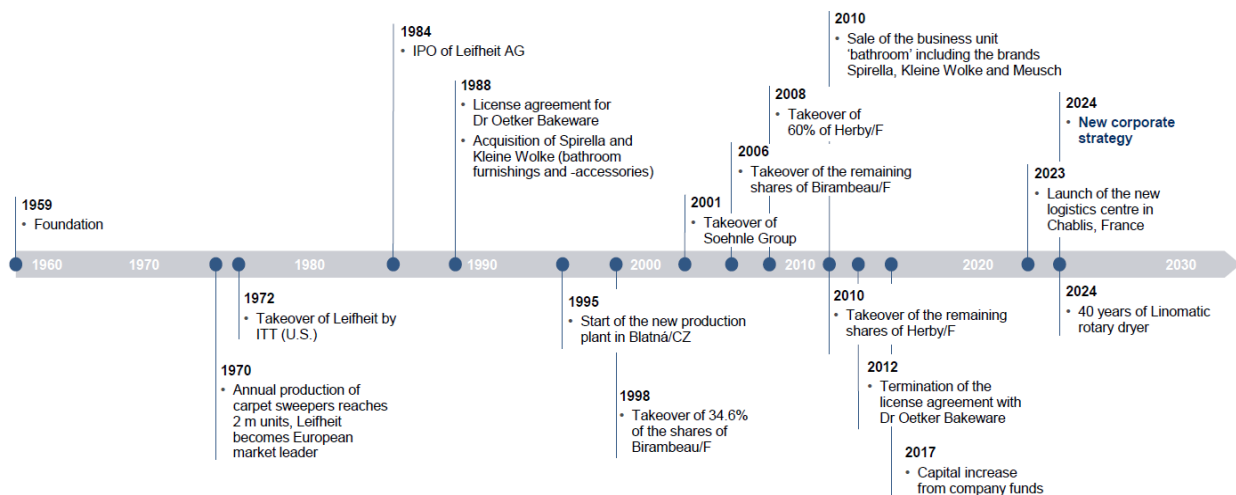 1984
• IPO of Leifheit AG
2010
• Sale of the business unit
‘bathroom’ including the brands
Spirella, Kleine Wolke and Meusch
1988
• License agreement for
Dr Oetker Bakeware
• Acquisition of Spirella and
Kleine Wolke (bathroom
furnishings and -accessories)
2008
• Takeover of
60% of Herby/F
2024
• New corporate
strategy
2006
• Takeover of the remaining
shares of Birambeau/F
2023
• Launch of the new
logistics centre in
Chablis, France
1959
• Foundation
2001
• Takeover of
Soehnle Group
1960 1970 1980 1990 2000 2010 2020 2030
1972
• Takeover of Leifheit by
ITT (U.S.)
1995
• Start of the new production
plant in Blatná/CZ
2010
• Takeover of the remaining
shares of Herby/F
2024
• 40 years of Linomatic
rotary dryer
1970
• Annual production of
carpet sweepers reaches
2 m units, Leifheit
becomes European
market leader
1998
• Takeover of 34.6%
of the shares of
Birambeau/F
2012
• Termination of the
license agreement with
Dr Oetker Bakeware
2017
• Capital increase
from company funds